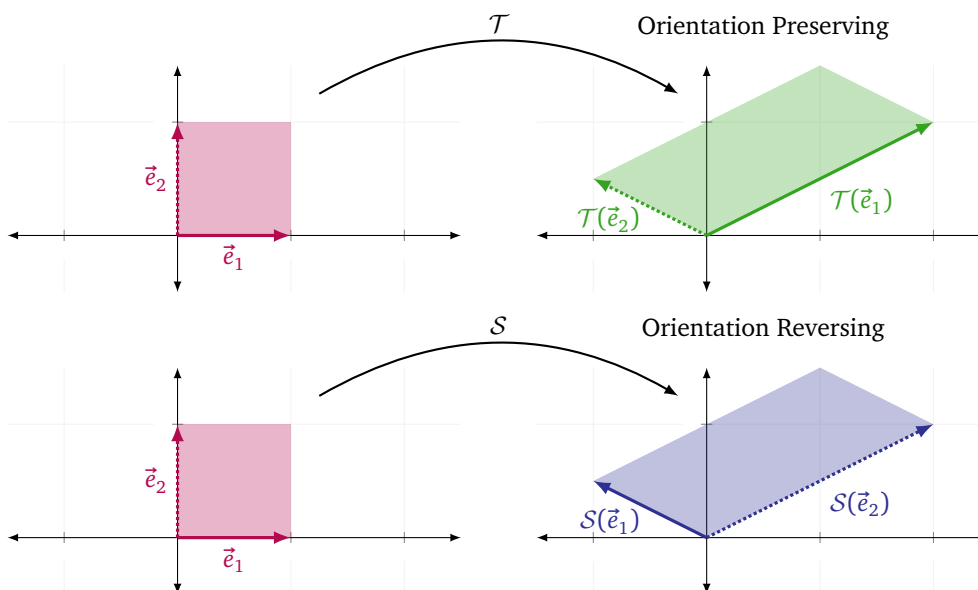 𝒯
Orientation Preserving
e⃗₂
e⃗₁
𝒯(e⃗₂)
𝒯(e⃗₁)
𝒮
Orientation Reversing
e⃗₂
e⃗₁
𝒮(e⃗₁)
𝒮(e⃗₂)